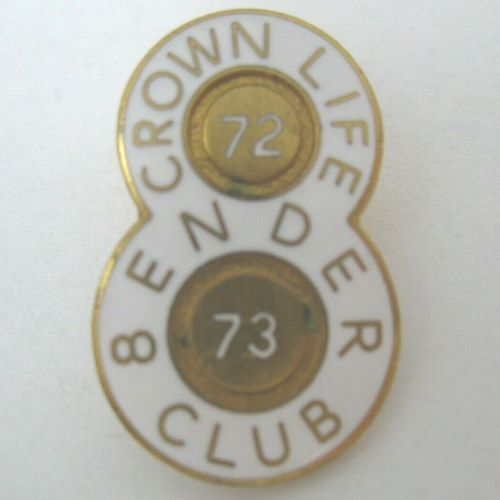 CROWN LIFE
72
8 ENDER
73
CLUB